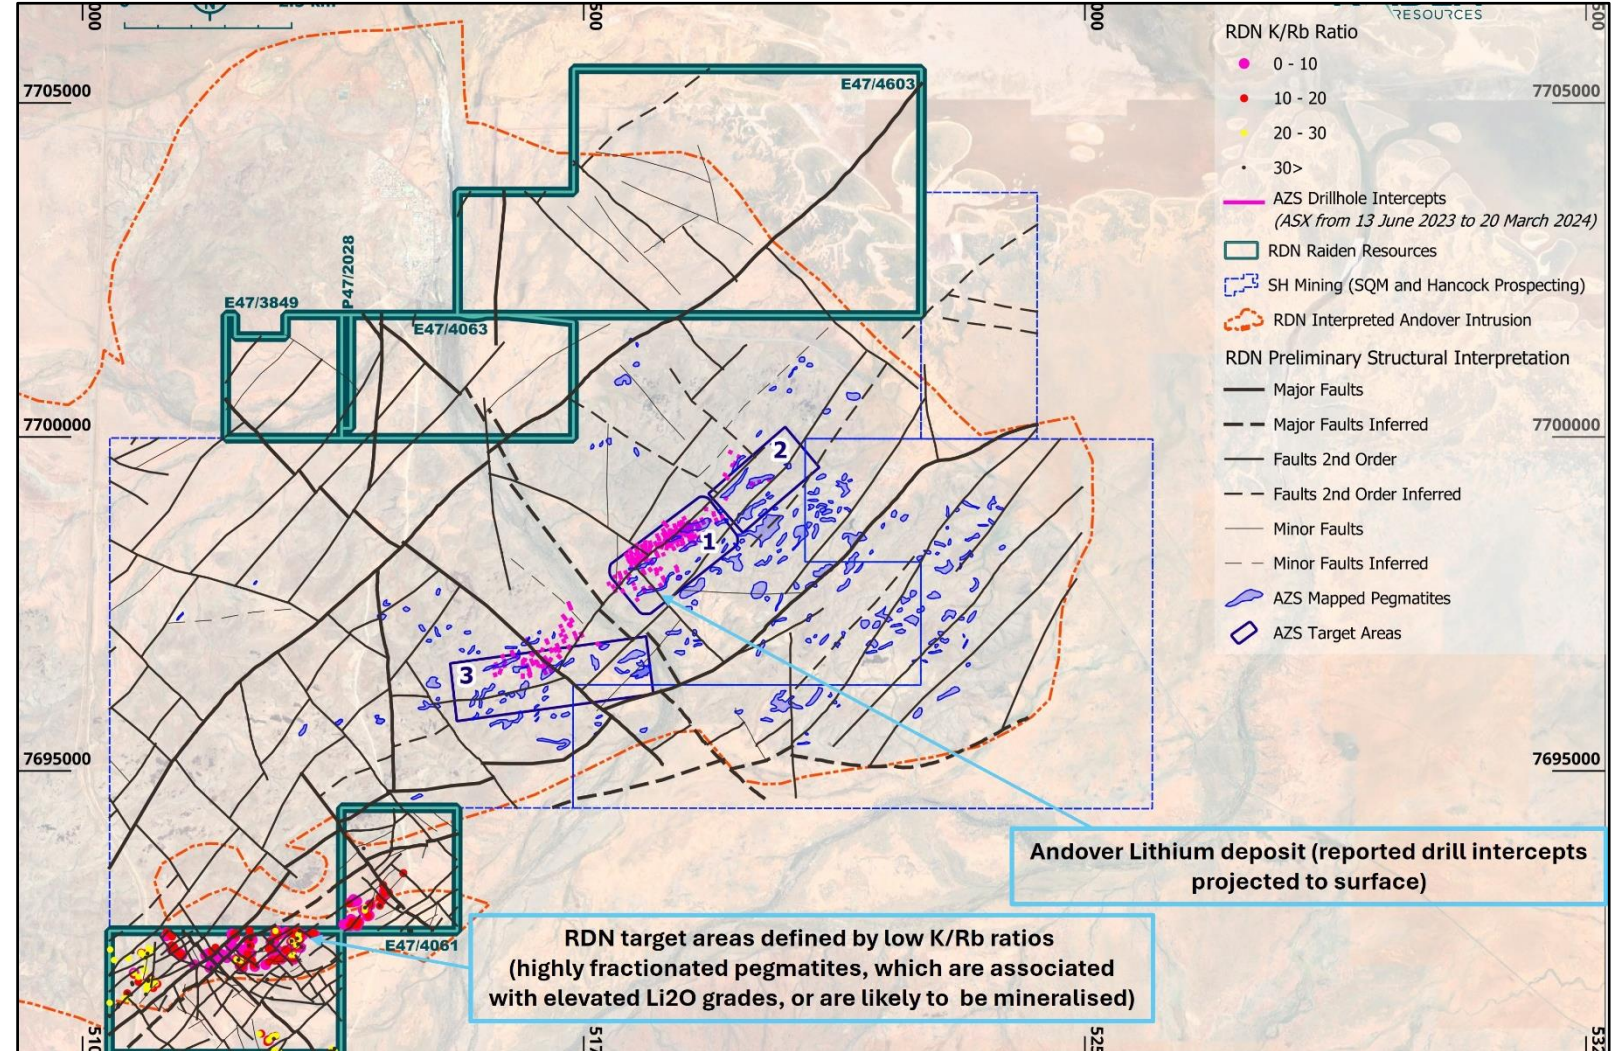 RESOURCES
RDN K/Rb Ratio
0 - 10
10 - 20
20 - 30
30>
AZS Drillhole Intercepts
(ASX from 13 June 2023 to 20 March 2024)
RDN Raiden Resources
SH Mining (SQM and Hancock Prospecting)
RDN Interpreted Andover Intrusion
RDN Preliminary Structural Interpretation
Major Faults
Major Faults Inferred
Faults 2nd Order
Faults 2nd Order Inferred
Minor Faults
Minor Faults Inferred
AZS Mapped Pegmatites
AZS Target Areas
7705000
7705000
E47/4603
P47/2028
E47/3849
E47/4063
7700000
7700000
2
1
3
7695000
7695000
Andover Lithium deposit (reported drill intercepts
projected to surface)
E47/4061
RDN target areas defined by low K/Rb ratios
(highly fractionated pegmatites, which are associated
with elevated Li2O grades, or are likely to be mineralised)